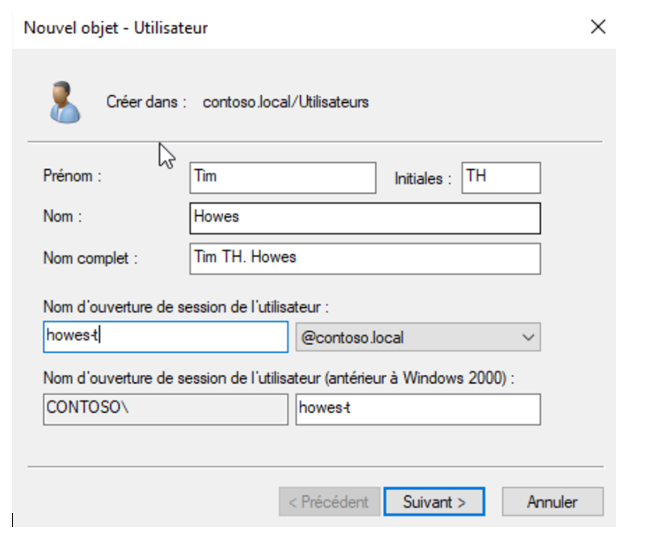 Nouvel objet - Utilisateur
Créer dans : contoso.local/Utilisateurs
Prénom : Tim Initiales : TH
Nom : Howes
Nom complet : Tim TH. Howes
Nom d'ouverture de session de l'utilisateur :
howes-t @contoso.local
Nom d'ouverture de session de l'utilisateur (antérieur à Windows 2000) :
CONTOSO\ howes-t
< Précédent Suivant > Annuler